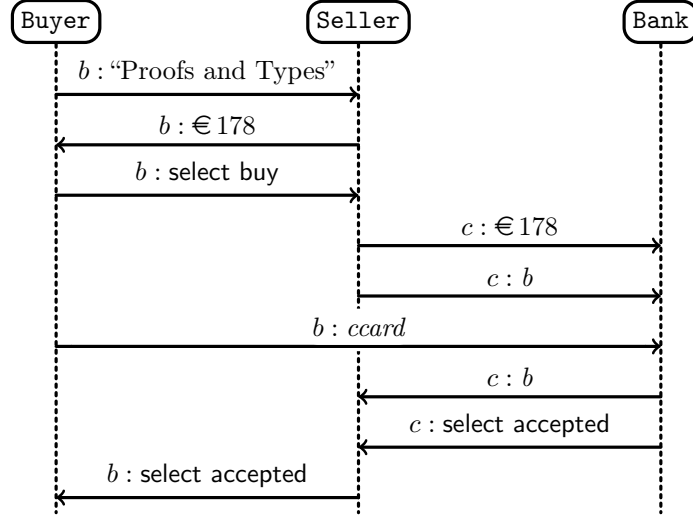 Buyer Seller Bank
b : “Proofs and Types”
b : € 178
b : select buy
c : € 178
c : b
b : ccard
c : b
c : select accepted
b : select accepted